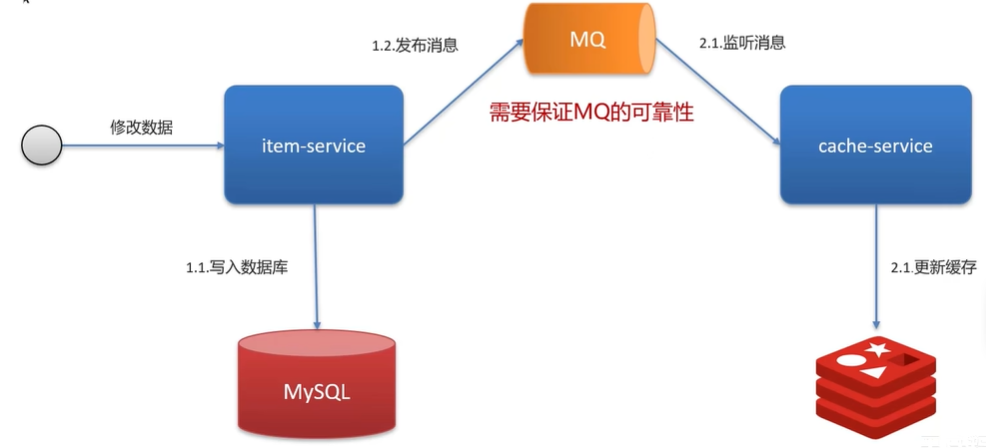 1.2.发布消息
MQ
2.1.监听消息
需要保证MQ的可靠性
修改数据
item-service
cache-service
1.1.写入数据库
2.1.更新缓存
MySQL